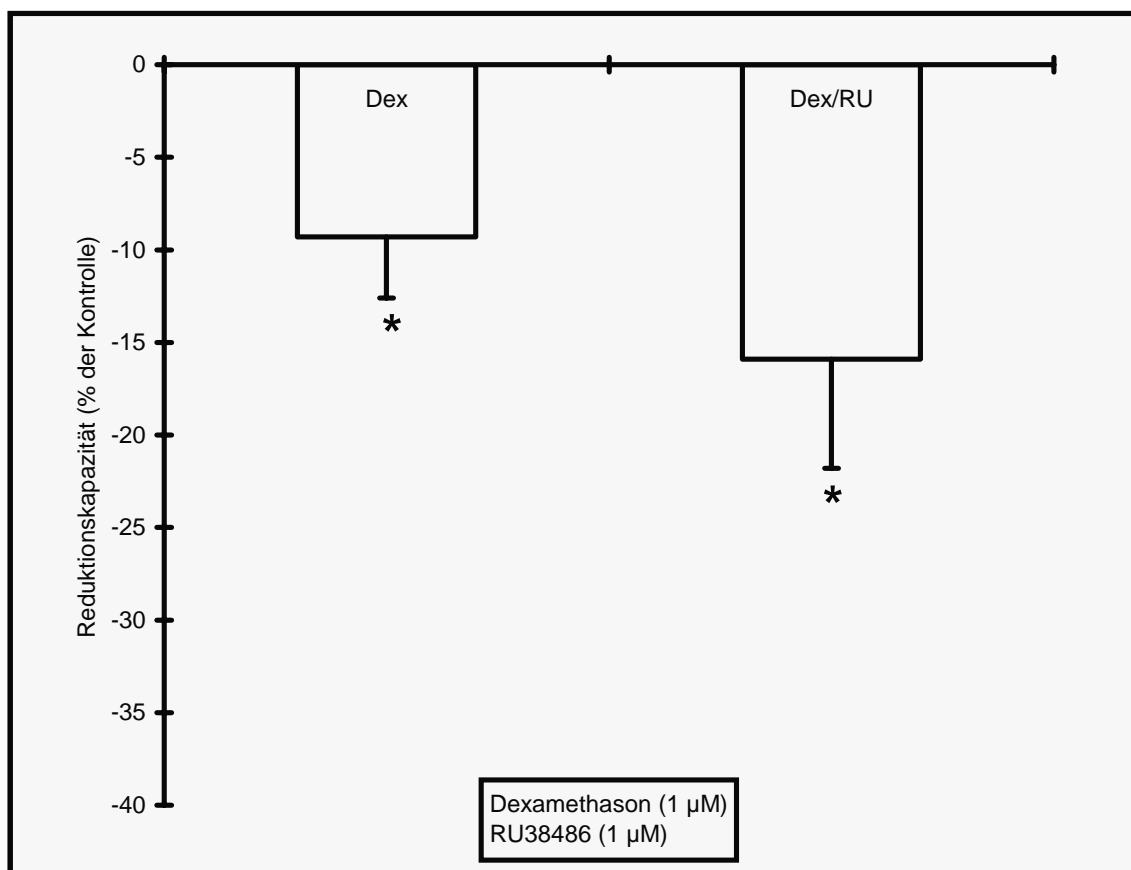 0
Dex
Dex/RU
-5
-10
*
-15
-20
*
-25
-30
-35
-40
Reduktionskapazität (% der Kontrolle)
Dexamethason (1 µM)
RU38486 (1 µM)